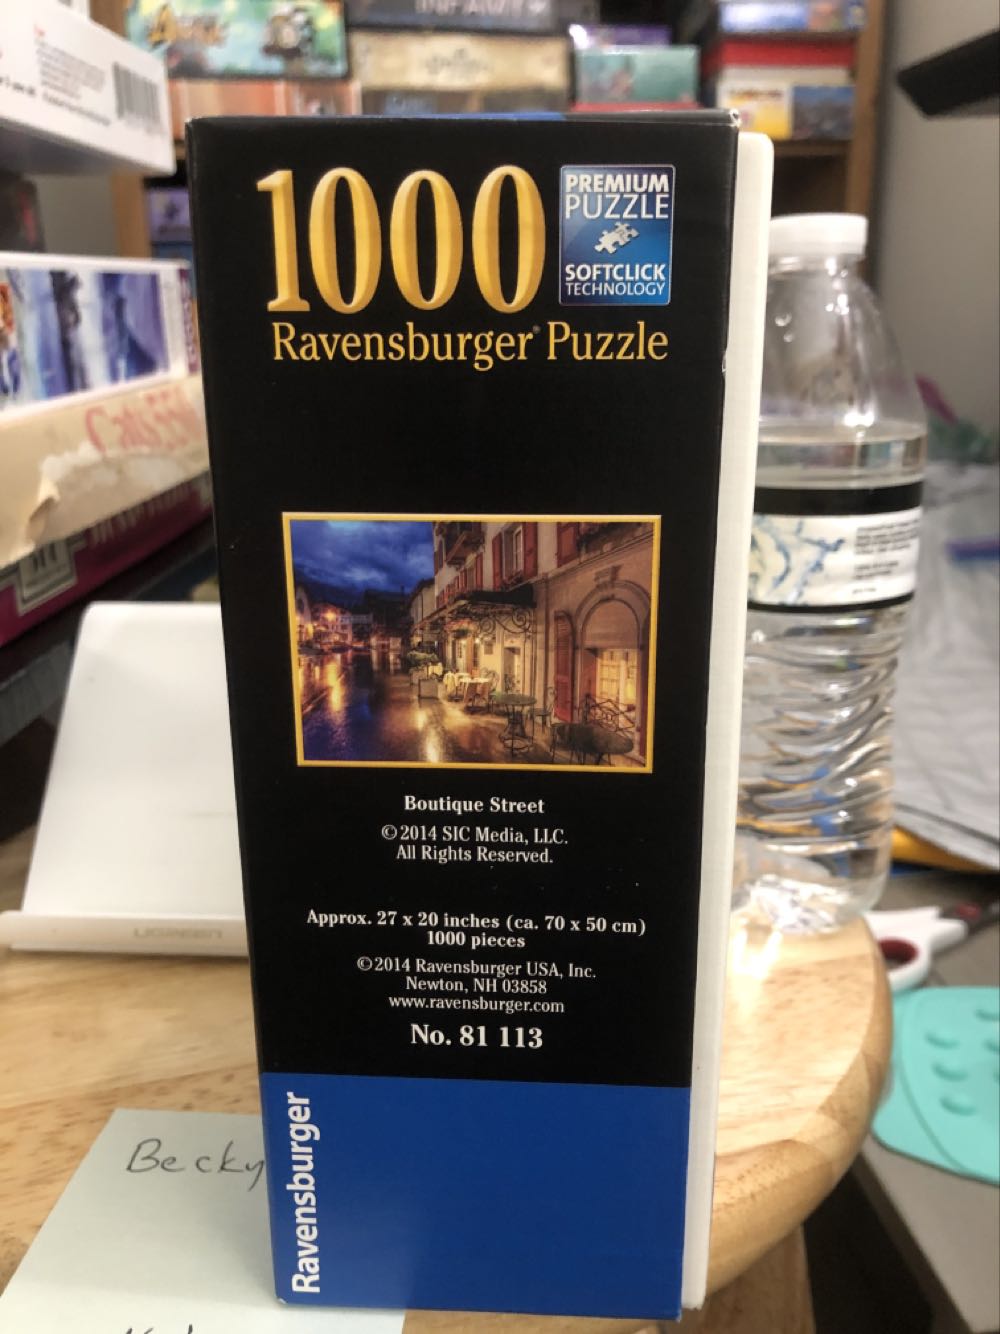 1000
PREMIUM
PUZZLE
SOFTCLICK
TECHNOLOGY
Ravensburger® Puzzle
Boutique Street
©2014 SIC Media, LLC.
All Rights Reserved.
Approx. 27 x 20 inches (ca. 70 x 50 cm)
1000 pieces
©2014 Ravensburger USA, Inc.
Newton, NH 03858
www.ravensburger.com
No. 81 113
Ravensburger
Becky
UGREEN